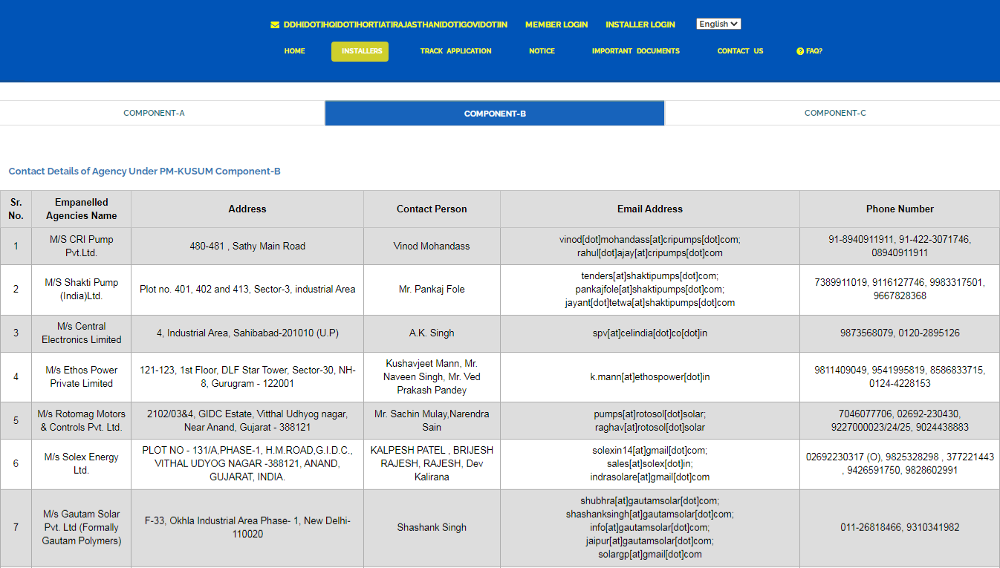 DDH[DOT]HQ[DOT]HORTI[AT]RAJASTHAN[DOT]GOV[DOT]IN MEMBER LOGIN INSTALLER LOGIN English
HOME INSTALLERS TRACK APPLICATION NOTICE IMPORTANT DOCUMENTS CONTACT US FAQ?
COMPONENT-A COMPONENT-B COMPONENT-C
Contact Details of Agency Under PM-KUSUM Component-B
Sr. No.
Empanelled Agencies Name
Address
Contact Person
Email Address
Phone Number
1
M/S CRI Pump
Pvt.Ltd.
480-481 , Sathy Main Road
Vinod Mohandass
vinod[dot]mohandass[at]cripumps[dot]com;
rahul[dot]ajay[at]cripumps[dot]com
91-8940911911, 91-422-3071746,
08940911911
2
M/S Shakti Pump
(India)Ltd.
Plot no. 401, 402 and 413, Sector-3, industrial Area
Mr. Pankaj Fole
tenders[at]shaktipumps[dot]com;
pankajfole[at]shaktipumps[dot]com;
jayant[dot]tetwa[at]shaktipumps[dot]com
7389911019, 9116127746, 9983317501,
9667828368
3
M/s Central
Electronics Limited
4, Industrial Area, Sahibabad-201010 (U.P)
A.K. Singh
spv[at]celindia[dot]co[dot]in
9873568079, 0120-2895126
4
M/s Ethos Power
Private Limited
121-123, 1st Floor, DLF Star Tower, Sector-30, NH-
8, Gurugram - 122001
Kushavjeet Mann, Mr.
Naveen Singh, Mr. Ved
Prakash Pandey
k.mann[at]ethospower[dot]in
9811409049, 9541995819, 8586833715,
0124-4228153
5
M/s Rotomag Motors
& Controls Pvt. Ltd.
2102/03&4, GIDC Estate, Vitthal Udhyog nagar,
Near Anand, Gujarat - 388121
Mr. Sachin Mulay,Narendra
Sain
pumps[at]rotosol[dot]solar;
raghav[at]rotosol[dot]solar
7046077706, 02692-230430,
9227000023/24/25, 9024438883
6
M/s Solex Energy
Ltd.
PLOT NO - 131/A,PHASE-1, H.M.ROAD,G.I.D.C.,
VITHAL UDYOG NAGAR -388121, ANAND,
GUJARAT, INDIA.
KALPESH PATEL , BRIJESH
RAJESH, RAJESH, Dev
Kalirana
solexin14[at]gmail[dot]com;
sales[at]solex[dot]in;
indrasolare[at]gmail[dot]com
02692230317 (O), 9825328298 , 377221443
, 9426591750, 9828602991
7
M/s Gautam Solar
Pvt. Ltd (Formally
Gautam Polymers)
F-33, Okhla Industrial Area Phase- 1, New Delhi-
110020
Shashank Singh
shubhra[at]gautamsolar[dot]com;
shashanksingh[at]gautamsolar[dot]com;
info[at]gautamsolar[dot]com;
jaipur[at]gautamsolar[dot]com;
solargp[at]gmail[dot]com
011-26818466, 9310341982